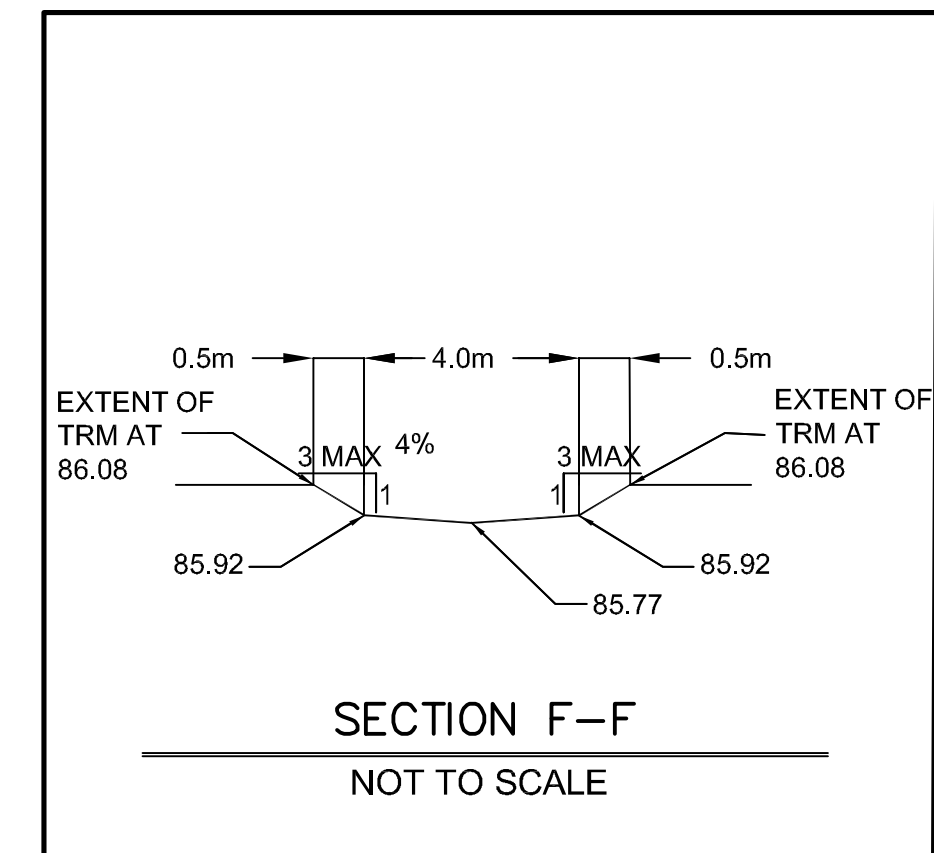 0.5m
4.0m
0.5m
EXTENT OF
TRM AT
86.08
EXTENT OF
TRM AT
86.08
3 MAX
4%
3 MAX
1
1
85.92
85.92
85.77
SECTION F-F
NOT TO SCALE